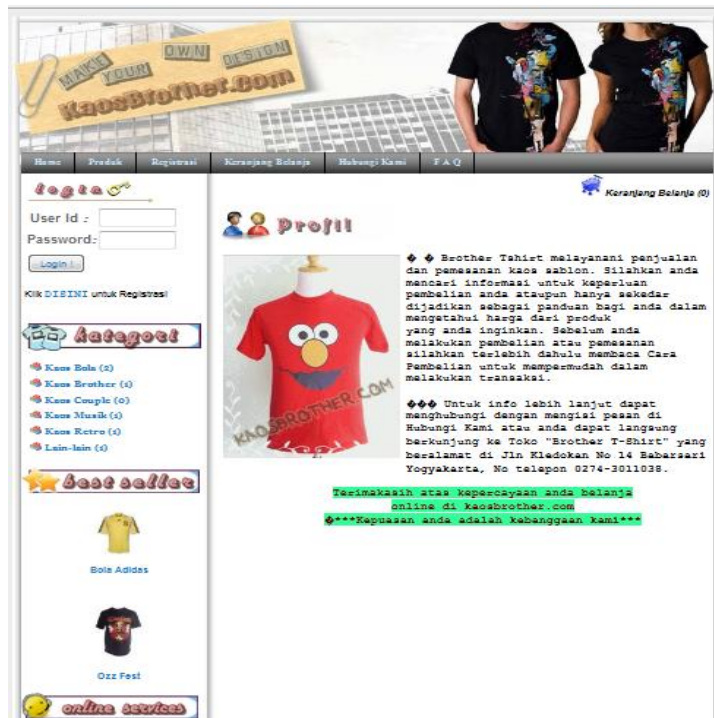 MAKE YOUR OWN DESIGN
KaosBrother.com
Home Produk Registrasi Keranjang Belanja Hubungi Kami F A Q
login
User Id :
Password:
Login !
Klik DISINI untuk Registrasi
kategori
Kaos Bola (2)
Kaos Brother (1)
Kaos Couple (0)
Kaos Musik (1)
Kaos Retro (1)
Lain-lain (1)
best seller
Bola Adidas
Ozz Fest
online services
Keranjang Belanja (0)
Profil
KAOSBROTHER.COM
� � Brother Tshirt melayanani penjualan
dan pemesanan kaos sablon. Silahkan anda
mencari informasi untuk keperluan
pembelian anda ataupun hanya sekedar
dijadikan sebagai panduan bagi anda dalam
mengetahui harga dari produk
yang anda inginkan. Sebelum anda
melakukan pembelian atau pemesanan
silahkan terlebih dahulu membaca Cara
Pembelian untuk mempermudah dalam
melakukan transaksi.
��� Untuk info lebih lanjut dapat
menghubungi dengan mengisi pesan di
Hubungi Kami atau anda dapat langsung
berkunjung ke Toko "Brother T-Shirt" yang
beralamat di Jln Kledokan No 14 Babarsari
Yogyakarta, No telepon 0274-3011038.
Terimakasih atas kepercayaan anda belanja
online di kaosbrother.com
�***Kepuasan anda adalah kebanggaan kami***